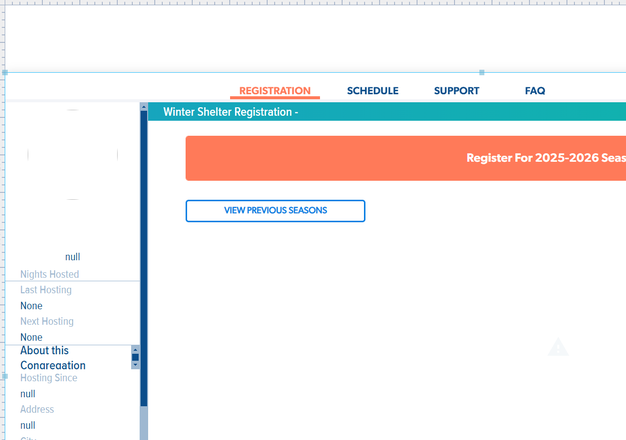 REGISTRATION SCHEDULE SUPPORT FAQ
Winter Shelter Registration -
Register For 2025-2026 Seas
VIEW PREVIOUS SEASONS
null
Nights Hosted
Last Hosting
None
Next Hosting
None
About this
Congregation
Hosting Since
null
Address
null
City